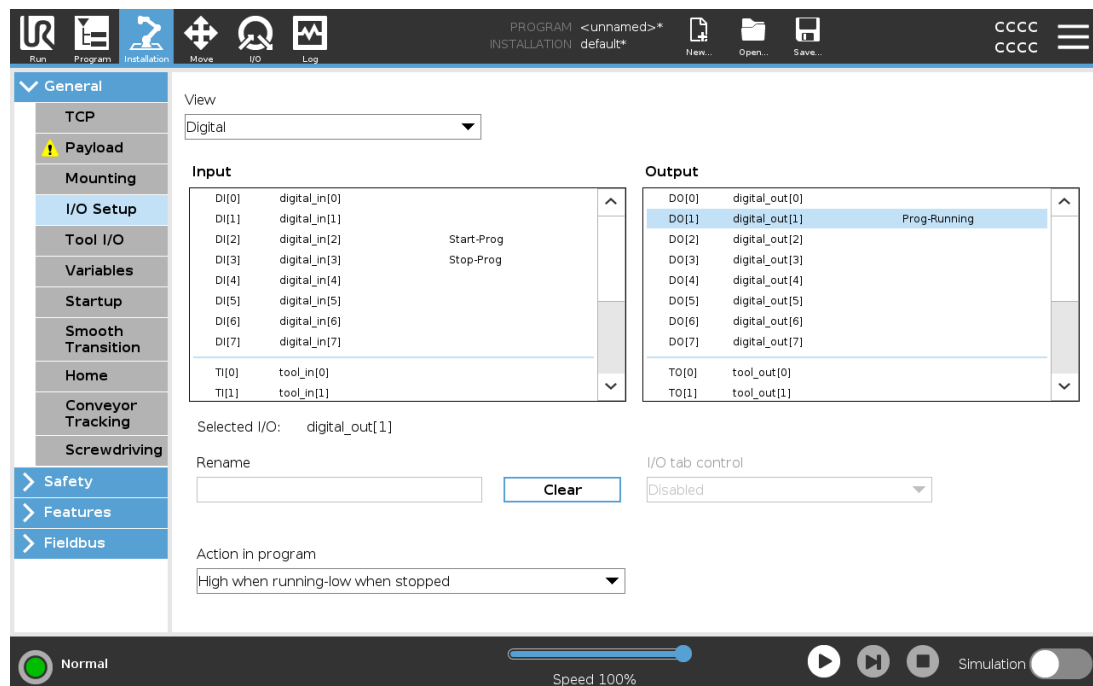 PROGRAM <unnamed>*
INSTALLATION default*
CCCC
CCCC
Run
Program
Installation
Move
I/O
Log
New...
Open...
Save...
General
TCP
Payload
Mounting
I/O Setup
Tool I/O
Variables
Startup
Smooth
Transition
Home
Conveyor
Tracking
Screwdriving
Safety
Features
Fieldbus
View
Digital
Input
DI[0] digital_in[0]
DI[1] digital_in[1]
DI[2] digital_in[2] Start-Prog
DI[3] digital_in[3] Stop-Prog
DI[4] digital_in[4]
DI[5] digital_in[5]
DI[6] digital_in[6]
DI[7] digital_in[7]
TI[0] tool_in[0]
TI[1] tool_in[1]
Output
DO[0] digital_out[0]
DO[1] digital_out[1] Prog-Running
DO[2] digital_out[2]
DO[3] digital_out[3]
DO[4] digital_out[4]
DO[5] digital_out[5]
DO[6] digital_out[6]
DO[7] digital_out[7]
TO[0] tool_out[0]
TO[1] tool_out[1]
Selected I/O: digital_out[1]
Rename
Clear
I/O tab control
Disabled
Action in program
High when running-low when stopped
Normal
Speed 100%
Simulation